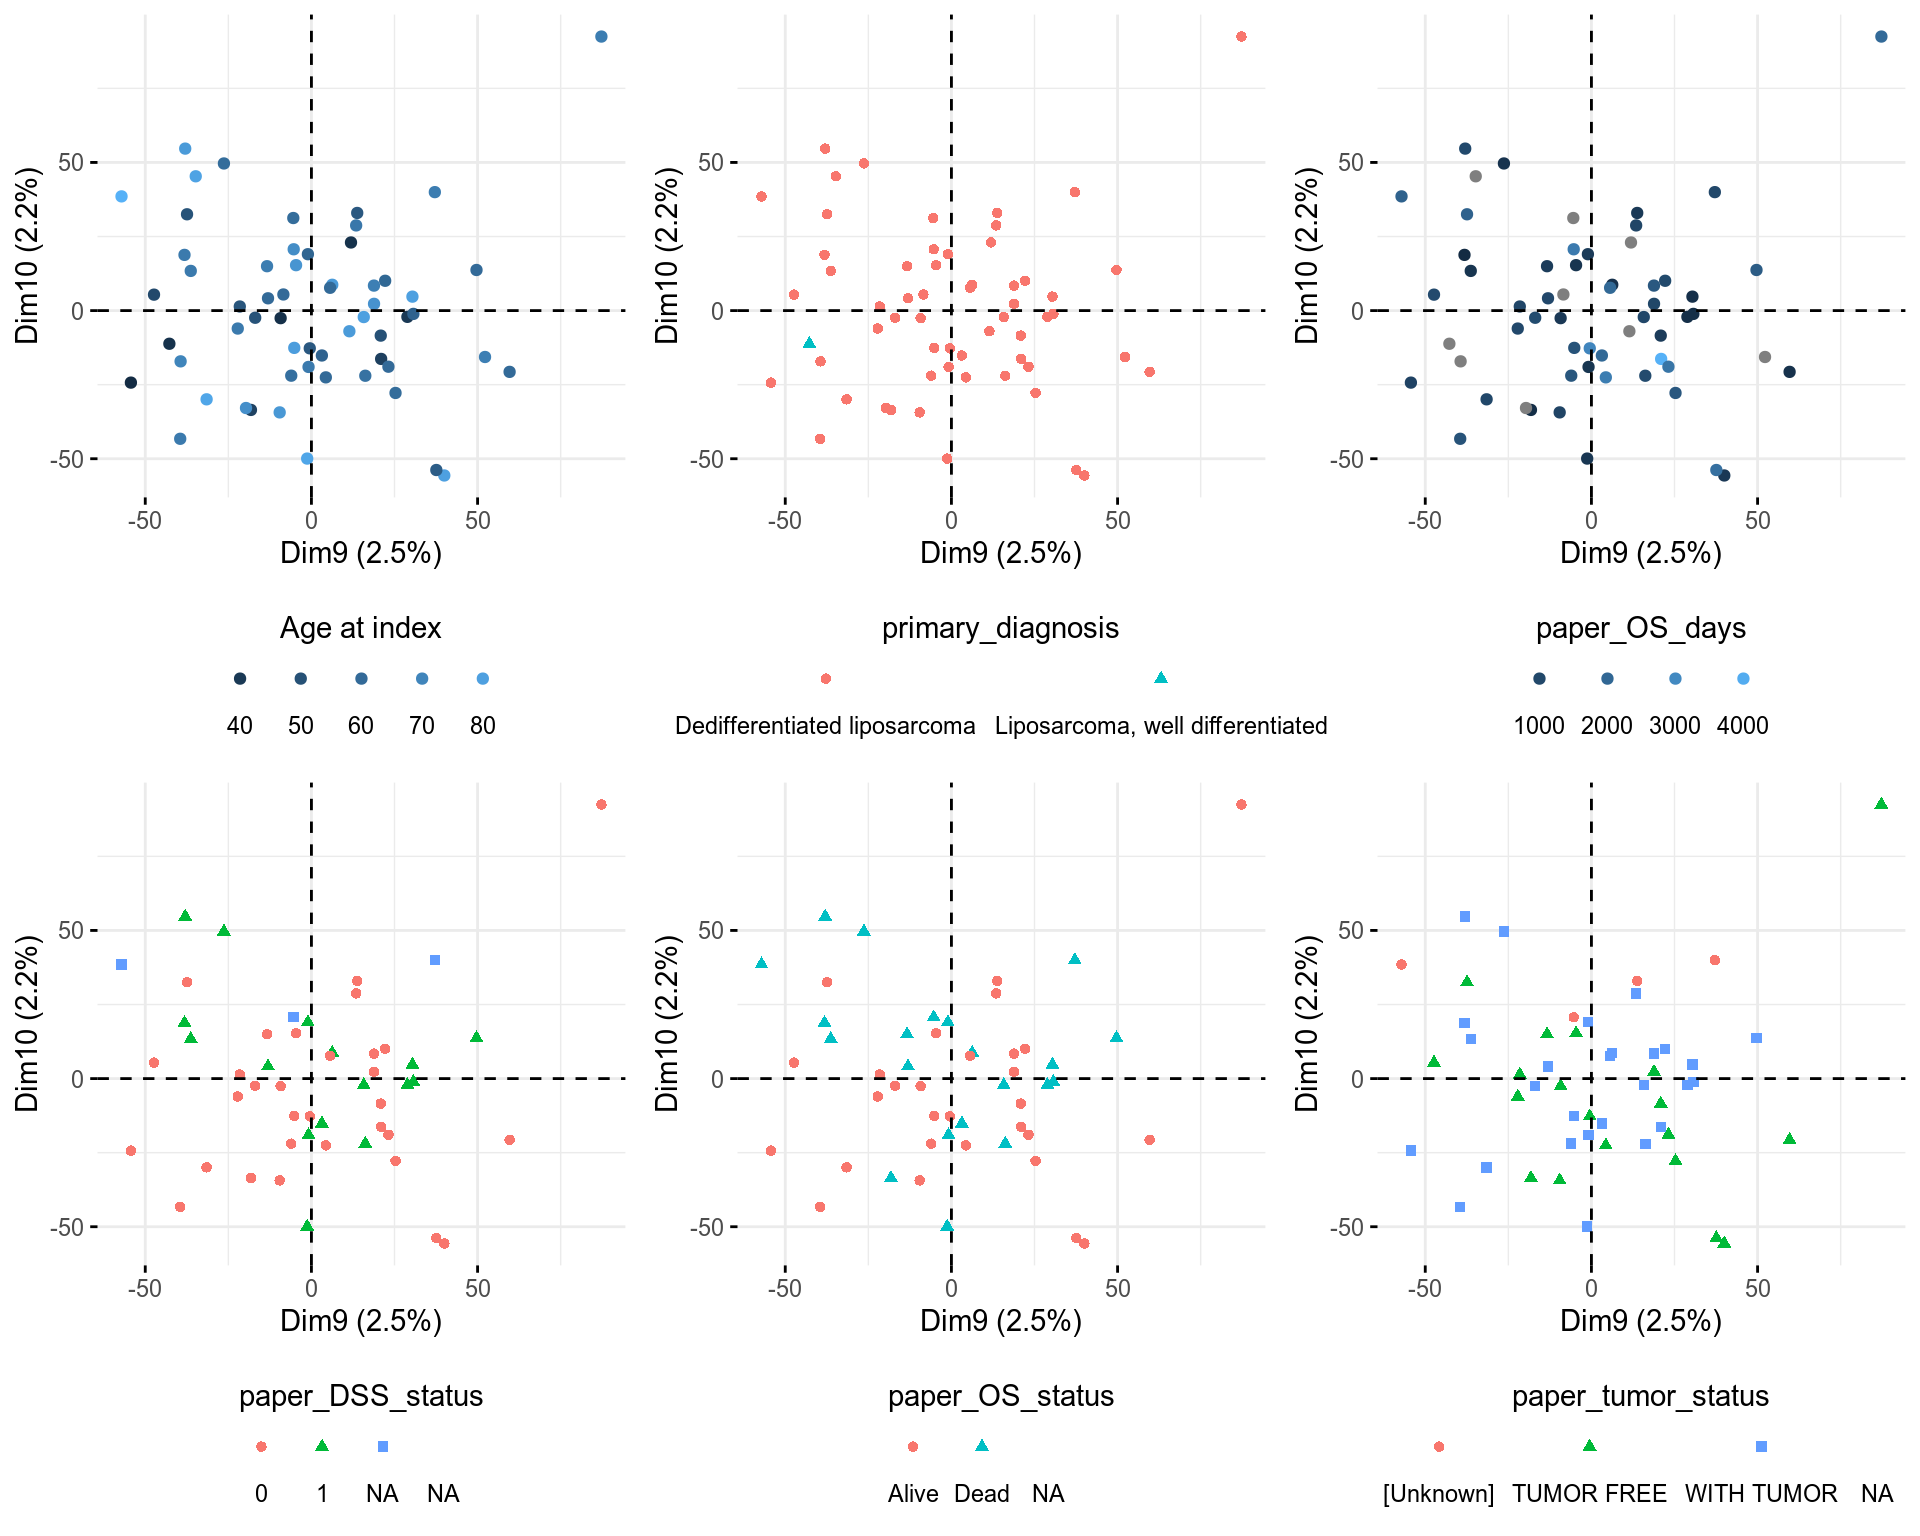 Dim10 (2.2%)
50
0
-50
-50 0 50
Dim9 (2.5%)
Age at index
40 50 60 70 80
Dim10 (2.2%)
50
0
-50
-50 0 50
Dim9 (2.5%)
primary_diagnosis
Dedifferentiated liposarcoma Liposarcoma, well differentiated
Dim10 (2.2%)
50
0
-50
-50 0 50
Dim9 (2.5%)
paper_OS_days
1000 2000 3000 4000
Dim10 (2.2%)
50
0
-50
-50 0 50
Dim9 (2.5%)
paper_DSS_status
0 1 NA NA
Dim10 (2.2%)
50
0
-50
-50 0 50
Dim9 (2.5%)
paper_OS_status
Alive Dead NA
Dim10 (2.2%)
50
0
-50
-50 0 50
Dim9 (2.5%)
paper_tumor_status
[Unknown] TUMOR FREE WITH TUMOR NA